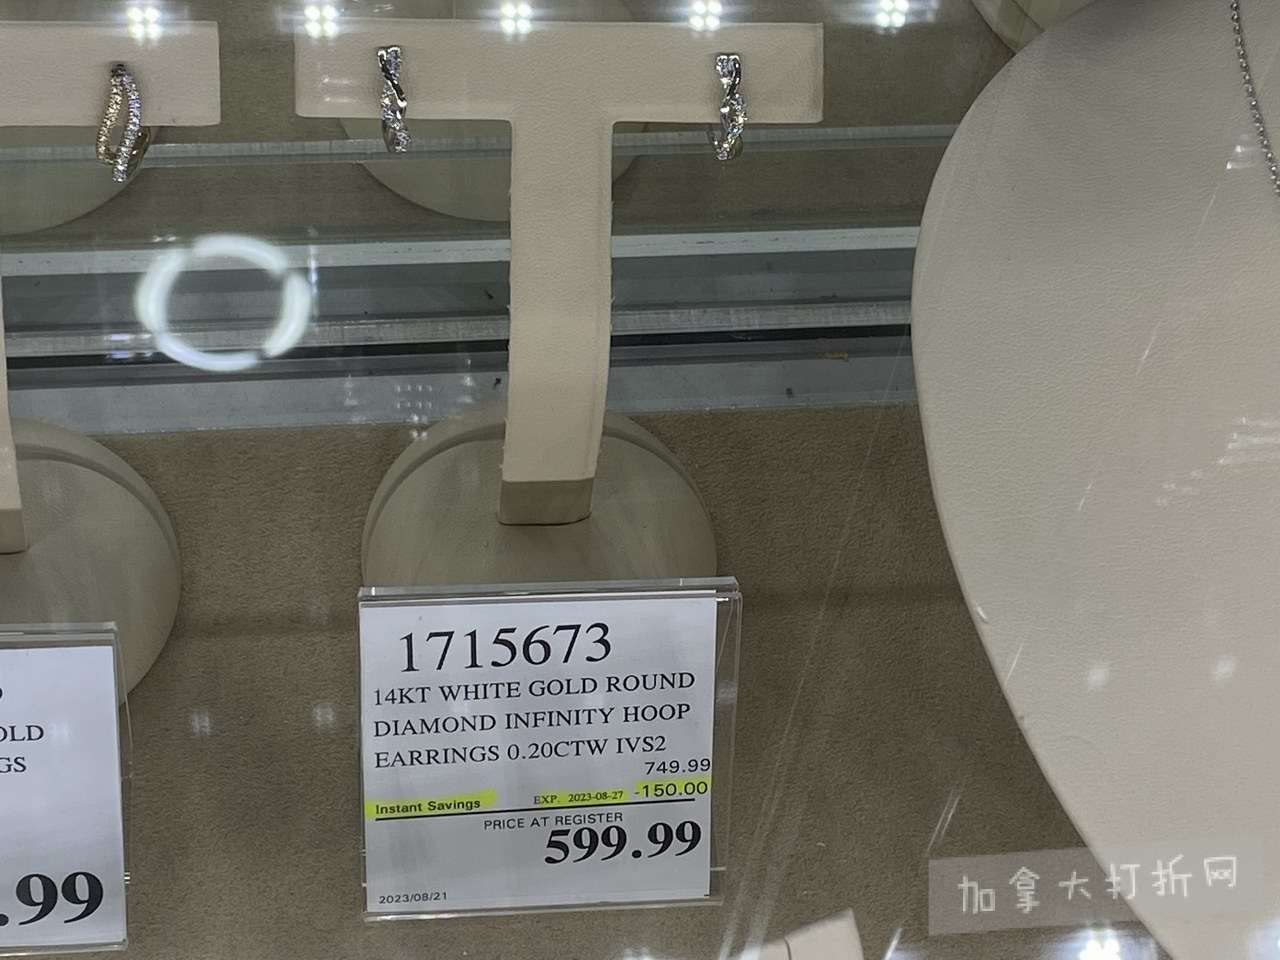 1715673
14KT WHITE GOLD ROUND
DIAMOND INFINITY HOOP
EARRINGS 0.20CTW IVS2
749.99
Instant Savings EXP. 2023-08-27 -150.00
PRICE AT REGISTER
599.99
2023/08/21
OLD
GS
.99
加拿大打折网